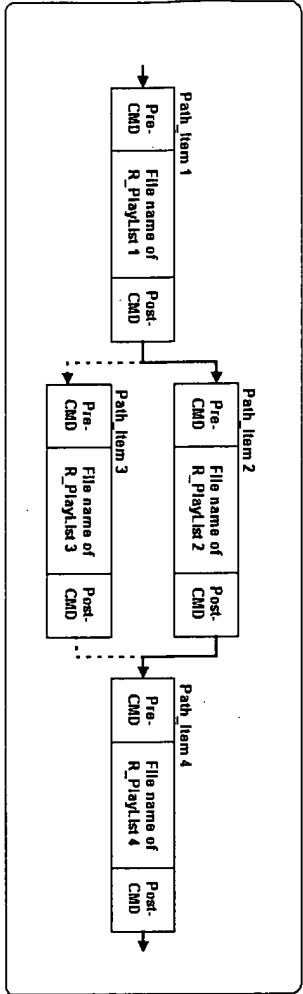 Path_Item 1
Pre-
CMD
File name of
R_PlayList 1
Post-
CMD
Path_Item 2
Pre-
CMD
File name of
R_PlayList 2
Post-
CMD
Path_Item 3
Pre-
CMD
File name of
R_PlayList 3
Post-
CMD
Path_Item 4
Pre-
CMD
File name of
R_PlayList 4
Post-
CMD